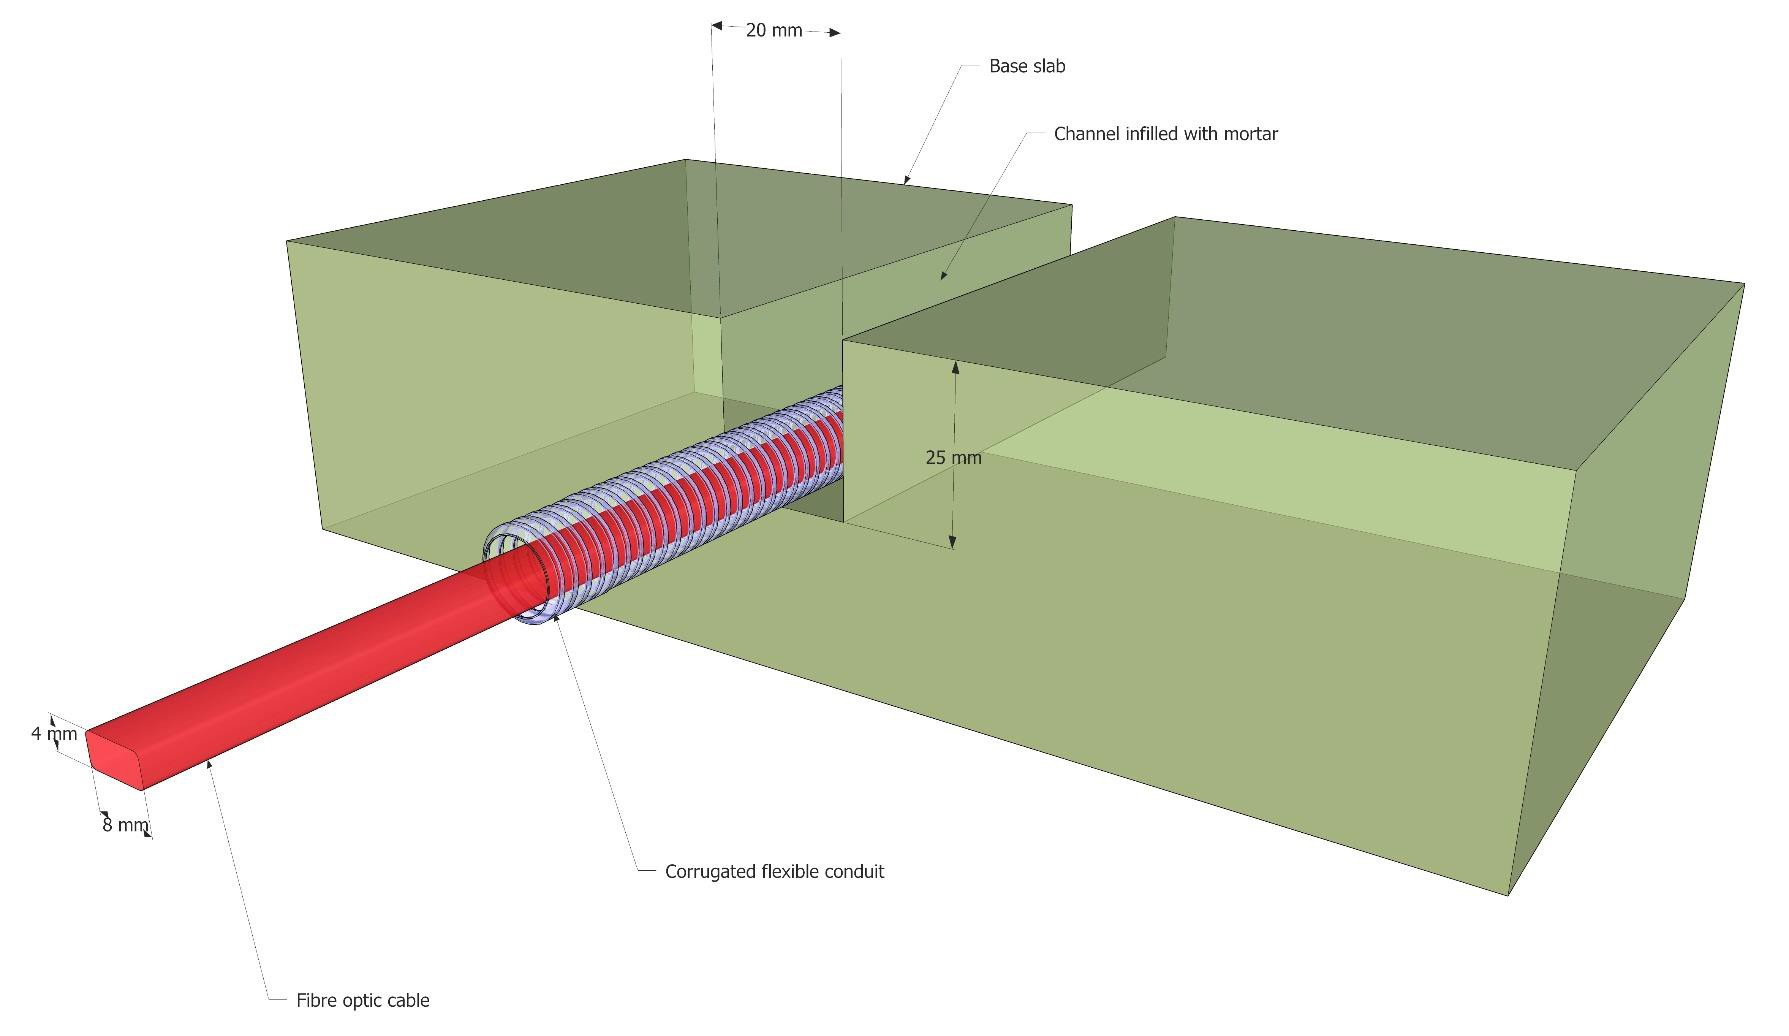 20 mm
Base slab
Channel infilled with mortar
25 mm
4 mm
8 mm
Corrugated flexible conduit
Fibre optic cable